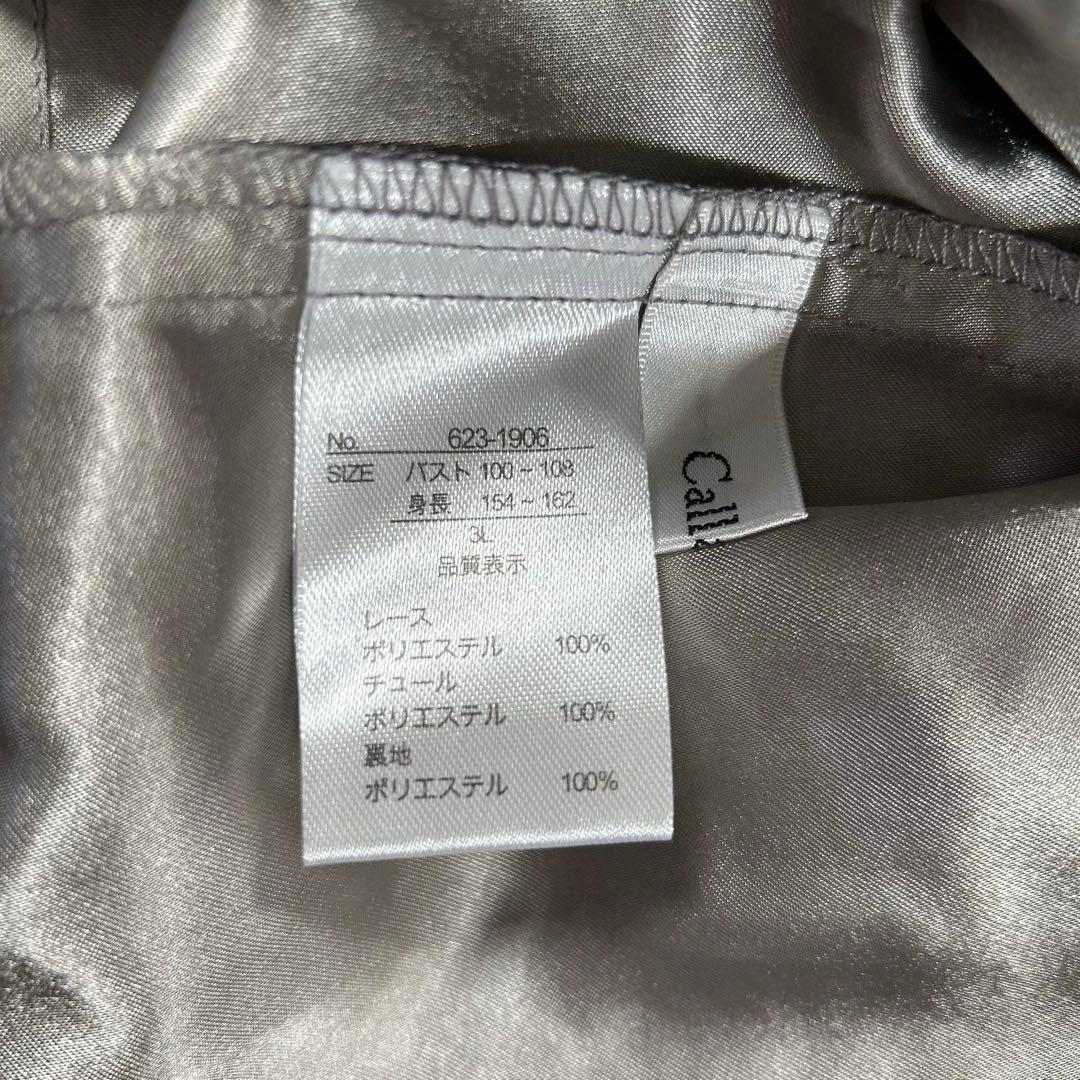 No. 623-1906
SIZE バスト 100~108
身長 154~162
3L
品質表示
レース
ポリエステル 100%
チュール
ポリエステル 100%
裏地
ポリエステル 100%
Call